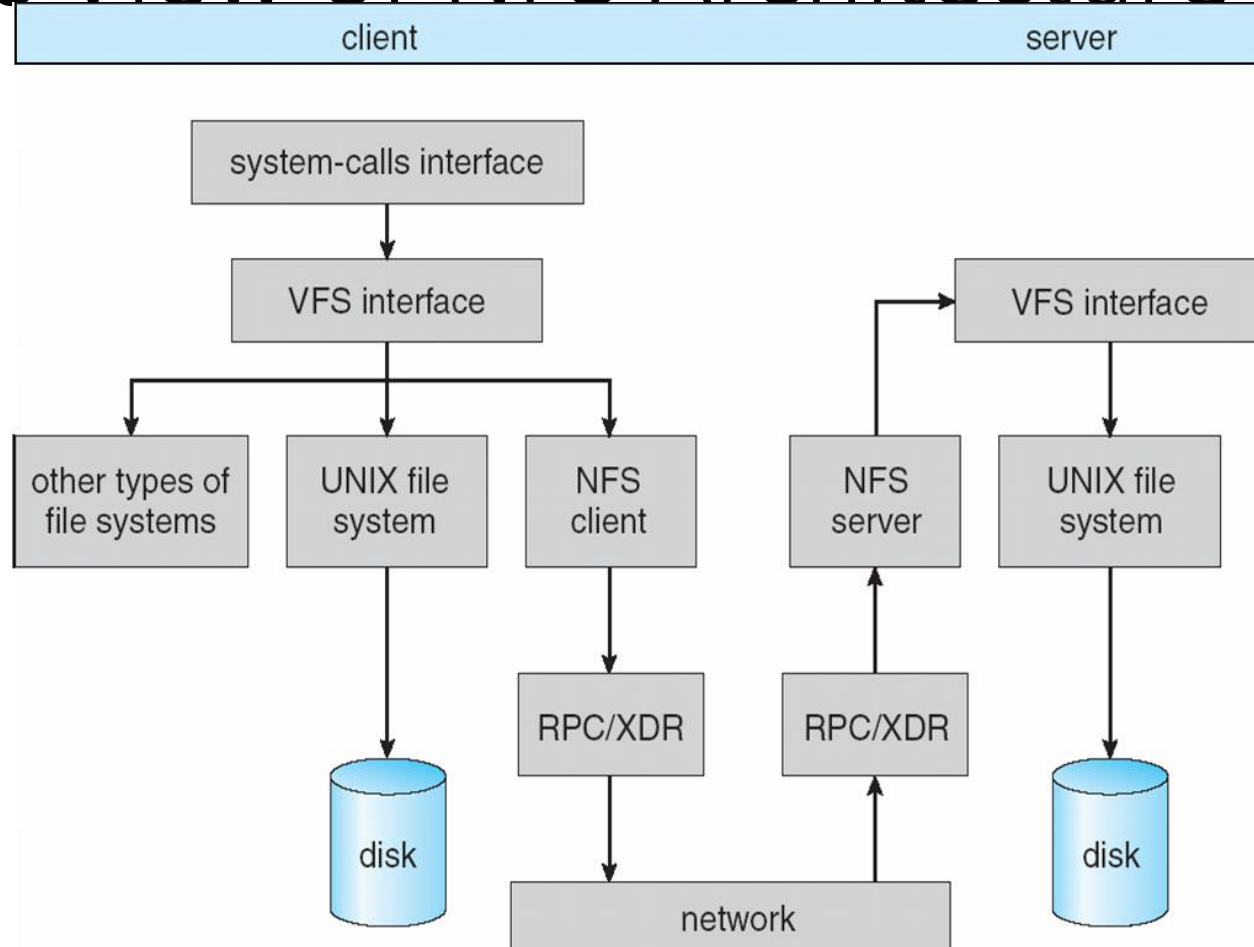 client
server
system-calls interface
VFS interface
VFS interface
other types of
file systems
UNIX file
system
NFS
client
NFS
server
UNIX file
system
RPC/XDR
RPC/XDR
disk
disk
network